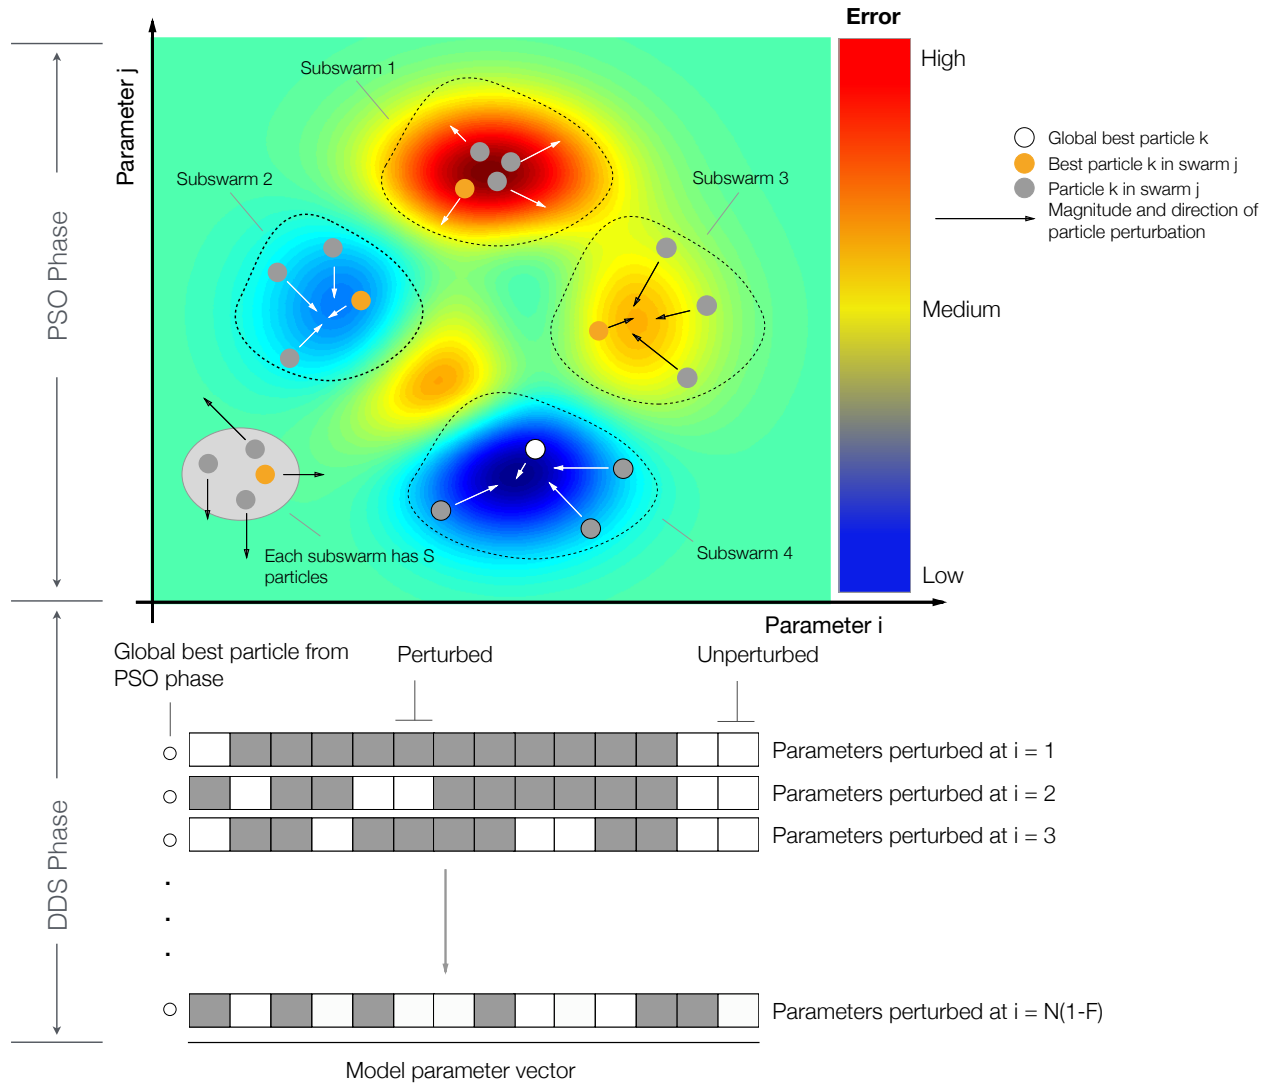 Error
High
Medium
Low
Parameter j
PSO Phase
Subswarm 1
Subswarm 2
Subswarm 3
Global best particle k
Best particle k in swarm j
Particle k in swarm j
Magnitude and direction of
particle perturbation
Each subswarm has S
particles
Subswarm 4
Parameter i
DDS Phase
Global best particle from
PSO phase
Perturbed
Unperturbed
Parameters perturbed at i = 1
Parameters perturbed at i = 2
Parameters perturbed at i = 3
.
.
.
Parameters perturbed at i = N(1-F)
Model parameter vector